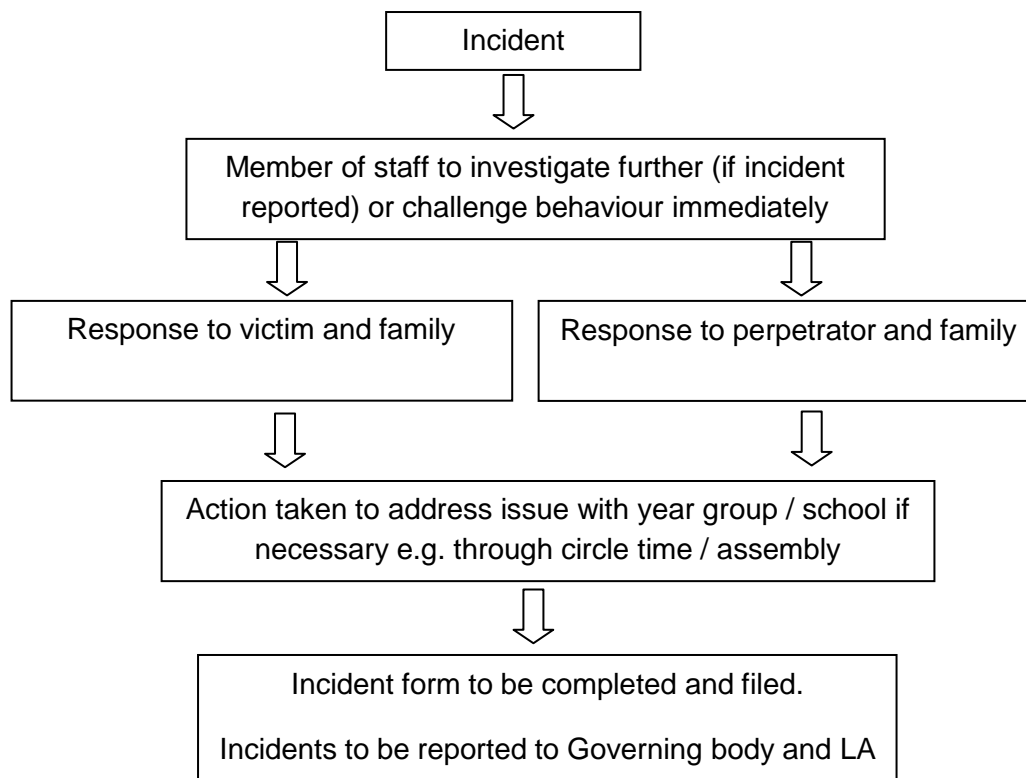 Incident
Member of staff to investigate further (if incident
reported) or challenge behaviour immediately
Response to victim and family
Response to perpetrator and family
Action taken to address issue with year group / school if
necessary e.g. through circle time / assembly
Incident form to be completed and filed.
Incidents to be reported to Governing body and LA